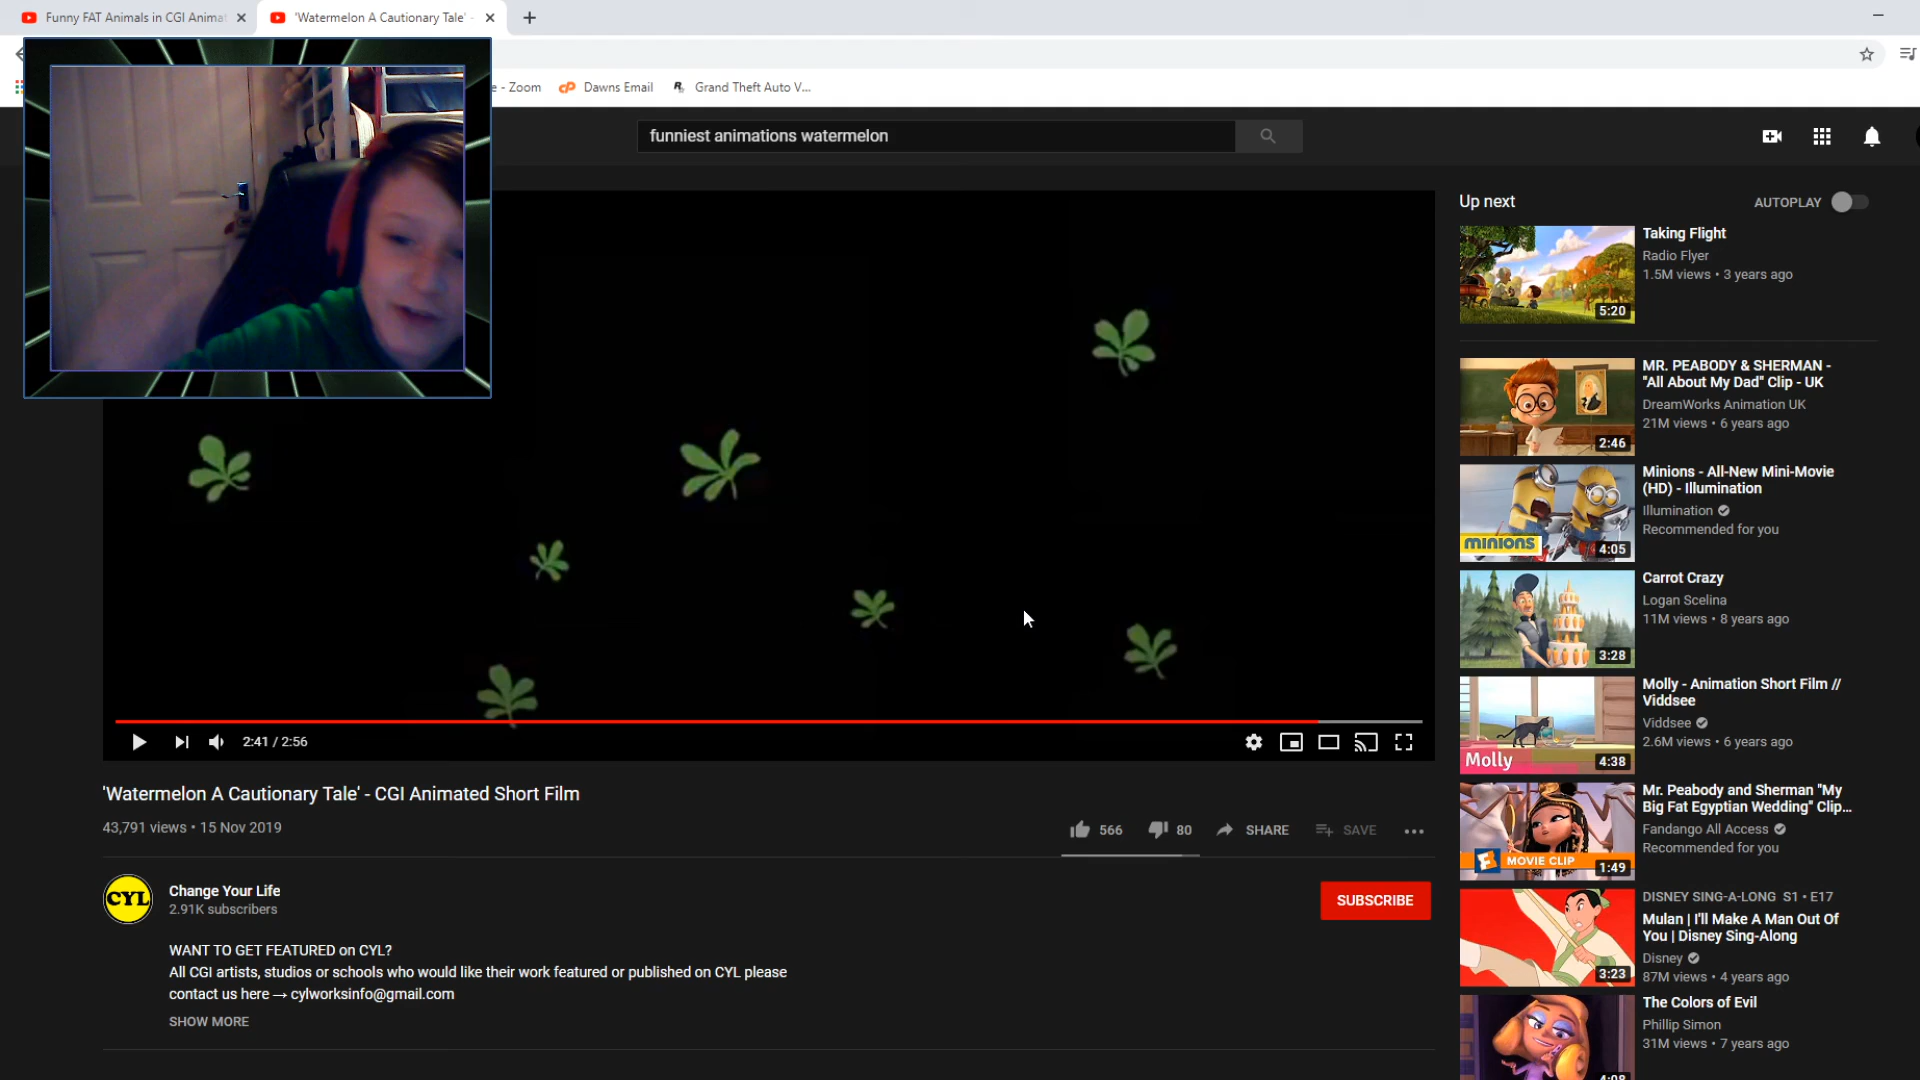 Funny FAT Animals in CGI Anima
'Watermelon A Cautionary Tale' -
e - Zoom
Dawns Email
Grand Theft Auto V...
funniest animations watermelon
Up next
AUTOPLAY
5:20
Taking Flight
Radio Flyer
1.5M views • 3 years ago
2:46
MR. PEABODY & SHERMAN -
"All About My Dad" Clip - UK
DreamWorks Animation UK
21M views • 6 years ago
MINIONS
4:05
Minions - All-New Mini-Movie
(HD) - Illumination
Illumination
Recommended for you
3:28
Carrot Crazy
Logan Scelina
11M views • 8 years ago
Molly
4:38
Molly - Animation Short Film //
Viddsee
Viddsee
2.6M views • 6 years ago
MOVIE CLIP
1:49
Mr. Peabody and Sherman "My
Big Fat Egyptian Wedding" Clip...
Fandango All Access
Recommended for you
3:23
DISNEY SING-A-LONG S1 • E17
Mulan | I'll Make A Man Out Of
You | Disney Sing-Along
Disney
87M views • 4 years ago
4:08
The Colors of Evil
Phillip Simon
31M views • 7 years ago
2:41 / 2:56
'Watermelon A Cautionary Tale' - CGI Animated Short Film
43,791 views • 15 Nov 2019
566
80
SHARE
SAVE
CYL
Change Your Life
2.91K subscribers
SUBSCRIBE
WANT TO GET FEATURED on CYL?
All CGI artists, studios or schools who would like their work featured or published on CYL please
contact us here → cylworksinfo@gmail.com
SHOW MORE